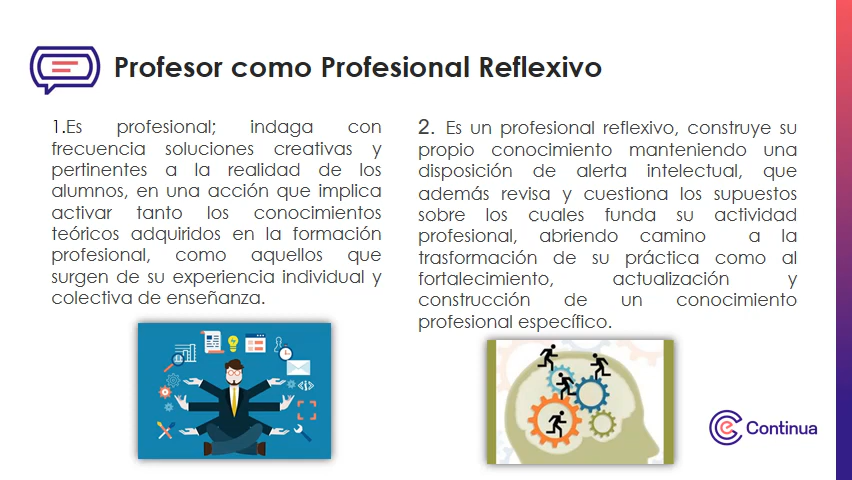 Profesor como Profesional Reflexivo
1.Es profesional; indaga con
frecuencia soluciones creativas y
pertinentes a la realidad de los
alumnos, en una acción que implica
activar tanto los conocimientos
teóricos adquiridos en la formación
profesional, como aquellos que
surgen de su experiencia individual y
colectiva de enseñanza.
2. Es un profesional reflexivo, construye su
propio conocimiento manteniendo una
disposición de alerta intelectual, que
además revisa y cuestiona los supuestos
sobre los cuales funda su actividad
profesional, abriendo camino a la
trasformación de su práctica como al
fortalecimiento, actualización y
construcción de un conocimiento
profesional específico.
Continua